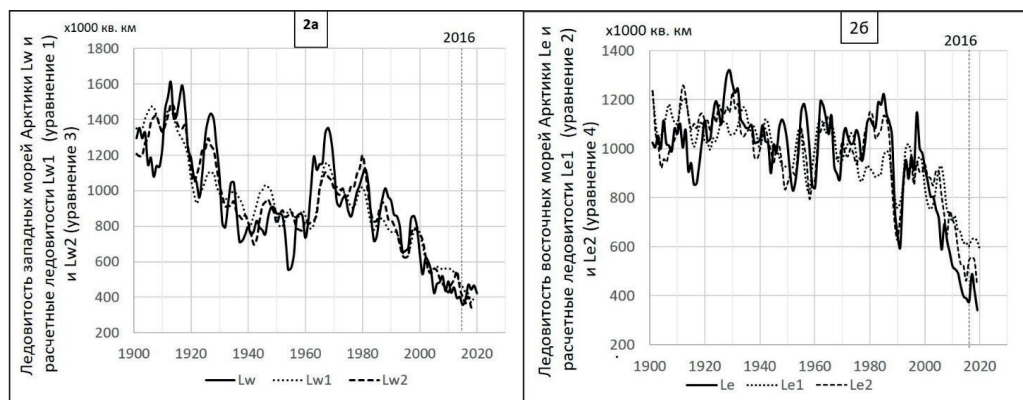 х1000 кв. км
2а
2016
Ледовитость западных морей Арктики Lw и
расчетные ледовитости Lw1 (уравнение 1)
и Lw2 (уравнение 3)
1800
1600
1400
1200
1000
800
600
400
200
1900 1920 1940 1960 1980 2000 2020
Lw Lw1 Lw2
х1000 кв. км
2б
2016
Ледовитость восточных морей Арктики Le и
расчетные ледовитости Le1 (уравнение 2)
и Le2 (уравнение 4)
1400
1200
1000
800
600
400
200
1900 1920 1940 1960 1980 2000 2020
Le Le1 Le2